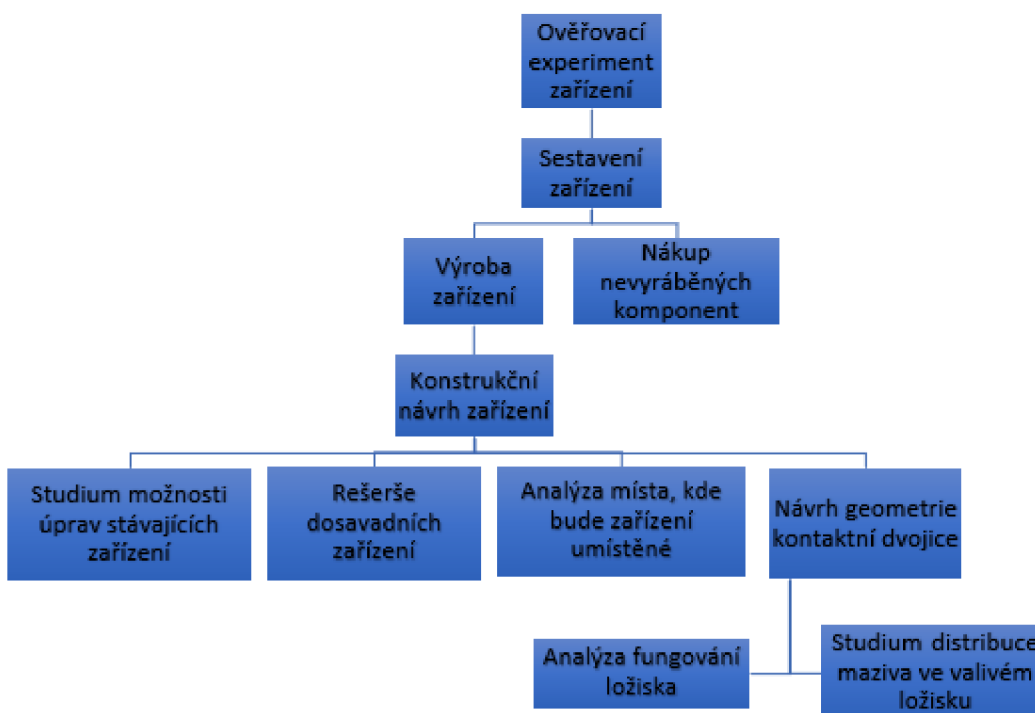 Ověřovací
experiment
zařízení
Sestavení
zařízení
Výroba
zařízení
Nákup
nevyráběných
komponent
Konstrukční
návrh zařízení
Studium možnosti
úprav stávajících
zařízení
Rešerše
dosavadních
zařízení
Analýza místa, kde
bude zařízení
umístěné
Návrh geometrie
kontaktní dvojice
Analýza fungování
ložiska
Studium distribuce
maziva ve valivém
ložisku